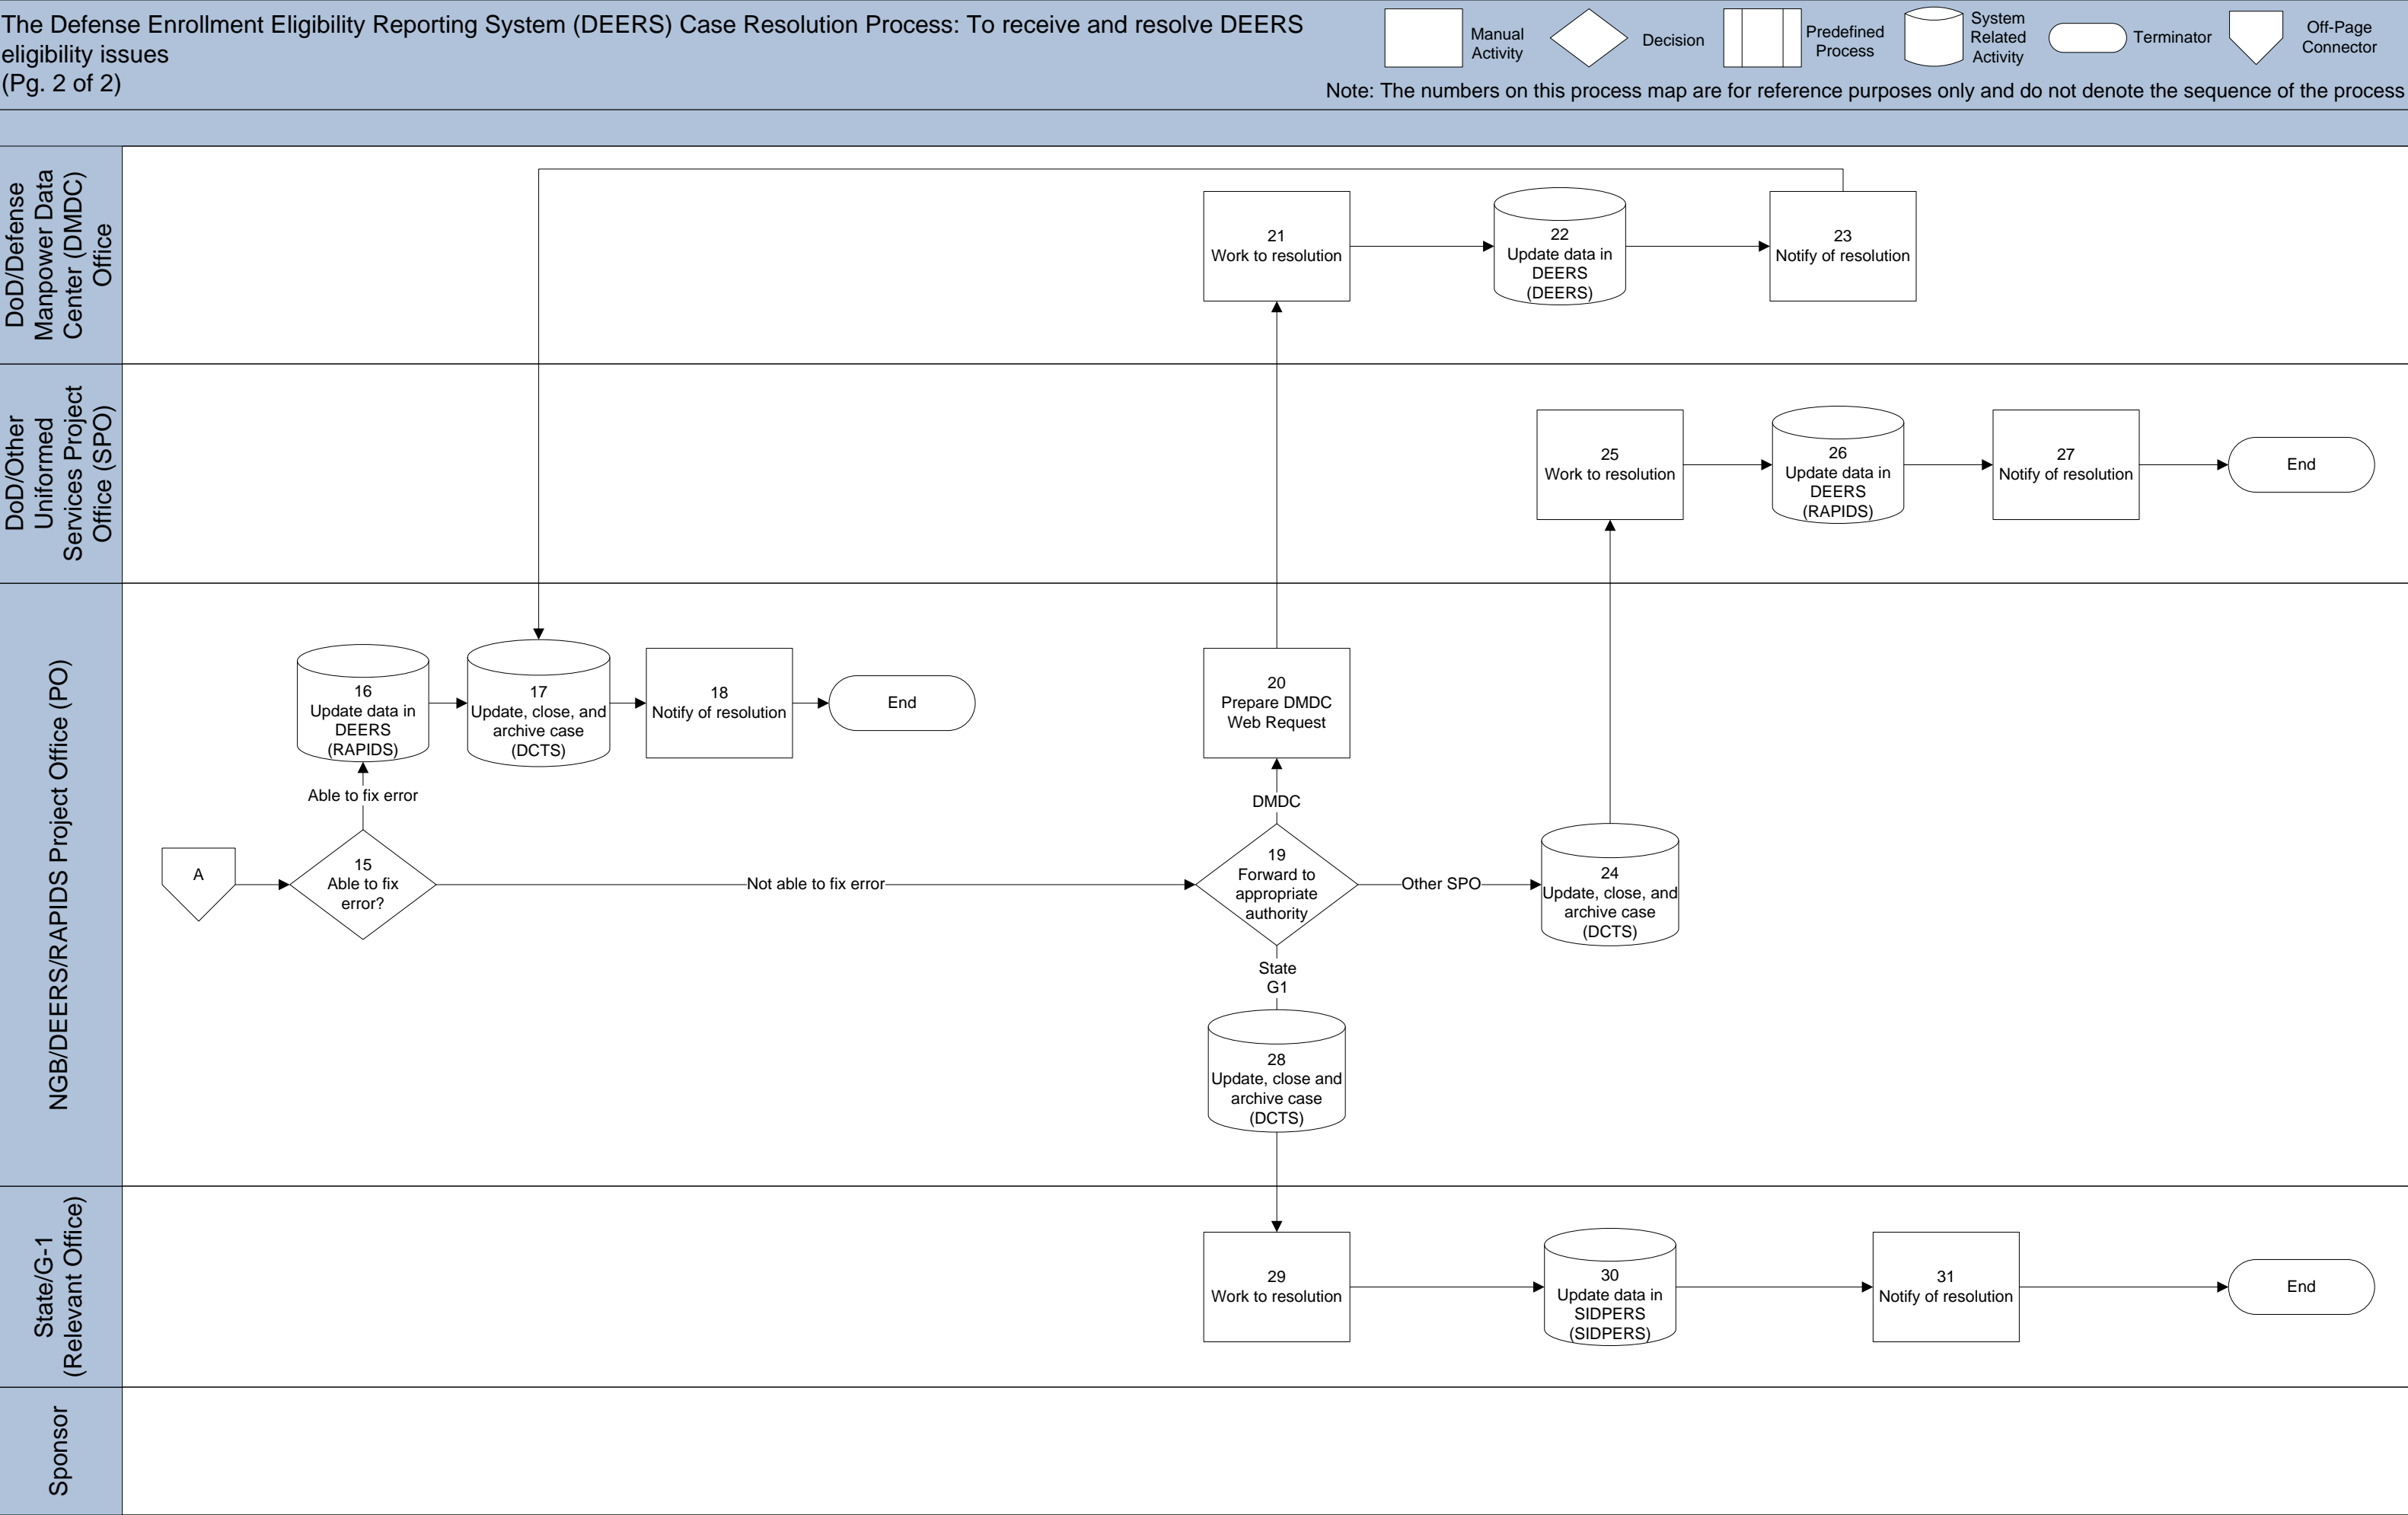 The Defense Enrollment Eligibility Reporting System (DEERS) Case Resolution Process: To receive and resolve DEERS
eligibility issues
(Pg. 2 of 2)
Manual
Activity
Decision
Predefined
Process
System
Related
Activity
Terminator
Off-Page
Connector
Note: The numbers on this process map are for reference purposes only and do not denote the sequence of the process
DoD/Defense
Manpower Data
Center (DMDC)
Office
21
Work to resolution
22
Update data in
DEERS
(DEERS)
23
Notify of resolution
DoD/Other
Uniformed
Services Project
Office (SPO)
25
Work to resolution
26
Update data in
DEERS
(RAPIDS)
27
Notify of resolution
End
NGB/DEERS/RAPIDS Project Office (PO)
16
Update data in
DEERS
(RAPIDS)
17
Update, close, and
archive case
(DCTS)
18
Notify of resolution
End
20
Prepare DMDC
Web Request
Able to fix error
DMDC
A
15
Able to fix
error?
Not able to fix error
19
Forward to
appropriate
authority
Other SPO
24
Update, close, and
archive case
(DCTS)
State
G1
28
Update, close and
archive case
(DCTS)
State/G-1
(Relevant Office)
29
Work to resolution
30
Update data in
SIDPERS
(SIDPERS)
31
Notify of resolution
End
Sponsor